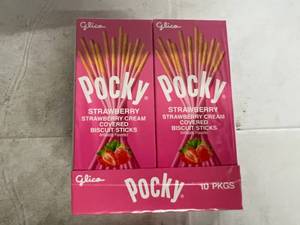 Glico
Pocky
STRAWBERRY
STRAWBERRY CREAM
COVERED
BISCUIT STICKS
Glico
Pocky
STRAWBERRY
STRAWBERRY CREAM
COVERED
BISCUIT STICKS
Glico Pocky 10 PKGS